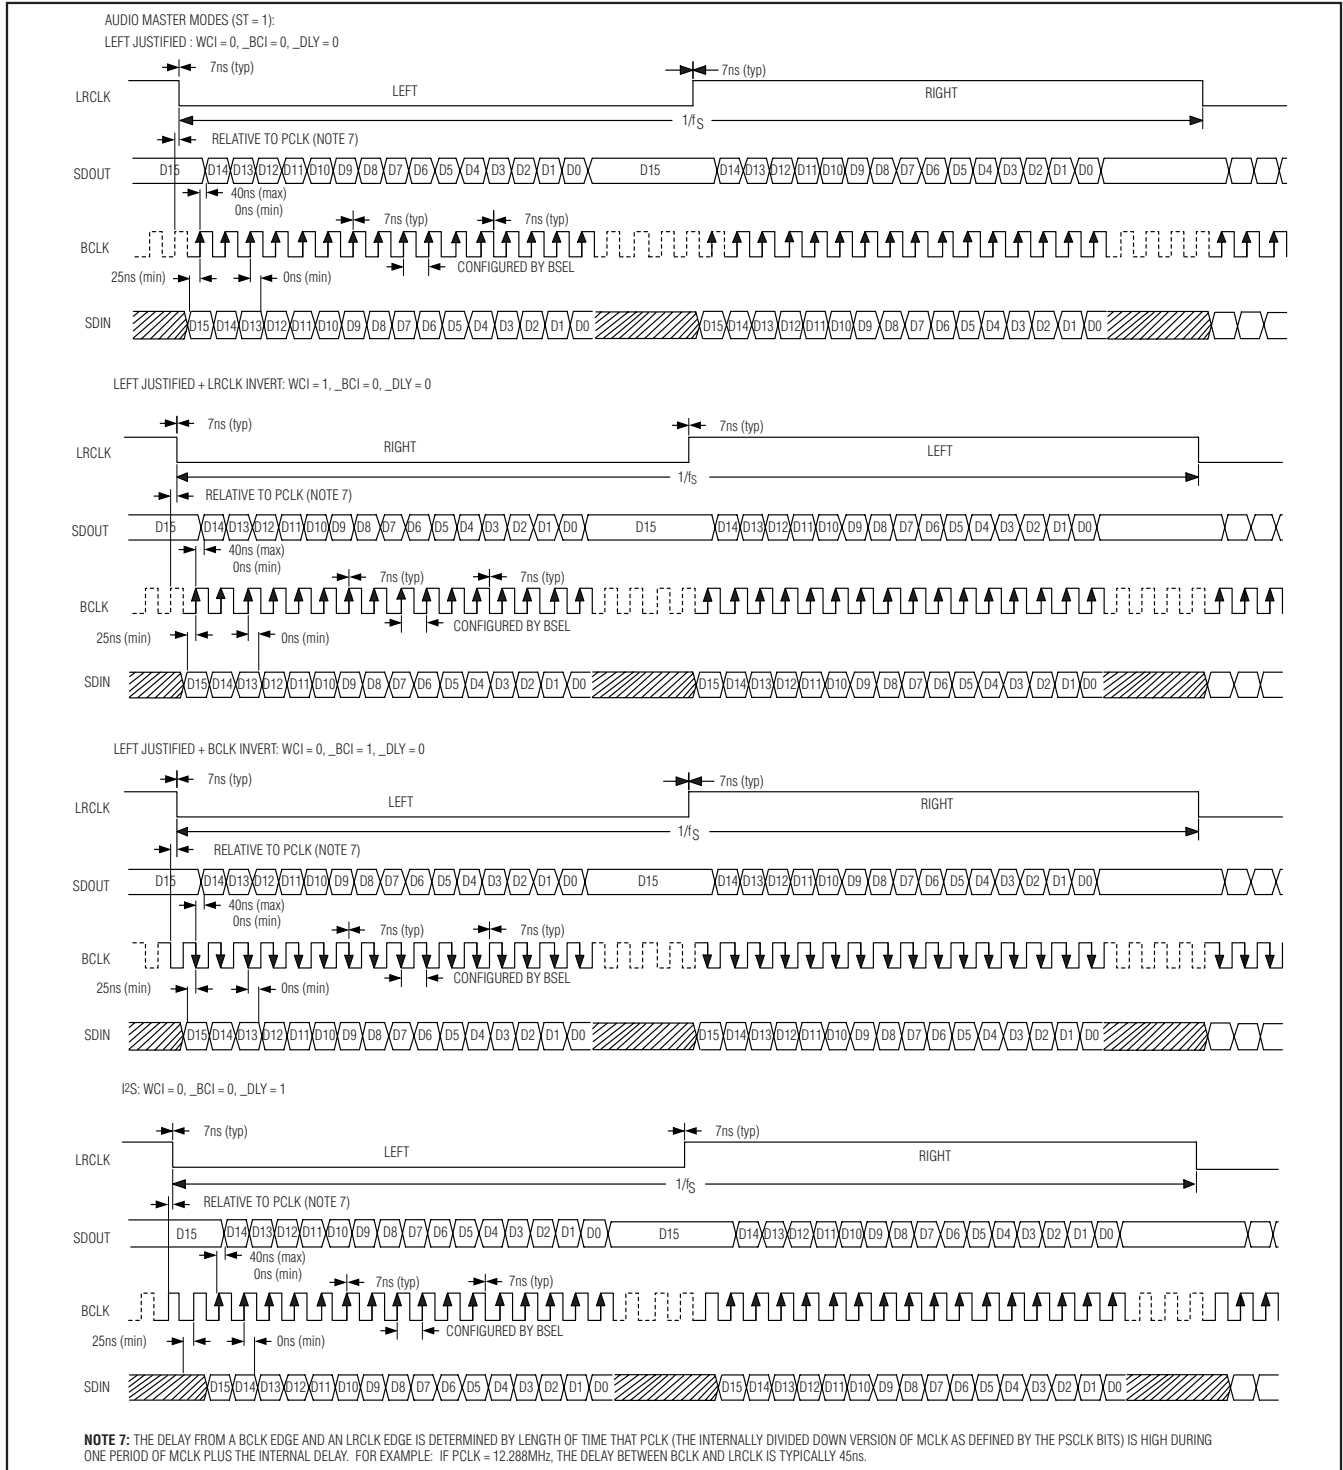 AUDIO MASTER MODES (ST = 1):
LEFT JUSTIFIED : WCI = 0, _BCI = 0, _DLY = 0
7ns (typ) 7ns (typ)
LRCLK LEFT RIGHT
1/fS
RELATIVE TO PCLK (NOTE 7)
SDOUT D15 D14 D13 D12 D11 D10 D9 D8 D7 D6 D5 D4 D3 D2 D1 D0 D15 D14 D13 D12 D11 D10 D9 D8 D7 D6 D5 D4 D3 D2 D1 D0
40ns (max)
0ns (min) 7ns (typ) 7ns (typ)
BCLK
CONFIGURED BY BSEL
25ns (min) 0ns (min)
SDIN D15 D14 D13 D12 D11 D10 D9 D8 D7 D6 D5 D4 D3 D2 D1 D0 D15 D14 D13 D12 D11 D10 D9 D8 D7 D6 D5 D4 D3 D2 D1 D0
LEFT JUSTIFIED + LRCLK INVERT: WCI = 1, _BCI = 0, _DLY = 0
7ns (typ) 7ns (typ)
LRCLK RIGHT LEFT
1/fS
RELATIVE TO PCLK (NOTE 7)
SDOUT D15 D14 D13 D12 D11 D10 D9 D8 D7 D6 D5 D4 D3 D2 D1 D0 D15 D14 D13 D12 D11 D10 D9 D8 D7 D6 D5 D4 D3 D2 D1 D0
40ns (max)
0ns (min) 7ns (typ) 7ns (typ)
BCLK
CONFIGURED BY BSEL
25ns (min) 0ns (min)
SDIN D15 D14 D13 D12 D11 D10 D9 D8 D7 D6 D5 D4 D3 D2 D1 D0 D15 D14 D13 D12 D11 D10 D9 D8 D7 D6 D5 D4 D3 D2 D1 D0
LEFT JUSTIFIED + BCLK INVERT: WCI = 0, _BCI = 1, _DLY = 0
7ns (typ) 7ns (typ)
LRCLK LEFT RIGHT
1/fS
RELATIVE TO PCLK (NOTE 7)
SDOUT D15 D14 D13 D12 D11 D10 D9 D8 D7 D6 D5 D4 D3 D2 D1 D0 D15 D14 D13 D12 D11 D10 D9 D8 D7 D6 D5 D4 D3 D2 D1 D0
40ns (max)
0ns (min) 7ns (typ) 7ns (typ)
BCLK
CONFIGURED BY BSEL
25ns (min) 0ns (min)
SDIN D15 D14 D13 D12 D11 D10 D9 D8 D7 D6 D5 D4 D3 D2 D1 D0 D15 D14 D13 D12 D11 D10 D9 D8 D7 D6 D5 D4 D3 D2 D1 D0
I2S: WCI = 0, _BCI = 0, _DLY = 1
7ns (typ) 7ns (typ)
LRCLK LEFT RIGHT
1/fS
RELATIVE TO PCLK (NOTE 7)
SDOUT D15 D14 D13 D12 D11 D10 D9 D8 D7 D6 D5 D4 D3 D2 D1 D0 D15 D14 D13 D12 D11 D10 D9 D8 D7 D6 D5 D4 D3 D2 D1 D0
40ns (max)
0ns (min) 7ns (typ) 7ns (typ)
BCLK
CONFIGURED BY BSEL
25ns (min) 0ns (min)
SDIN D15 D14 D13 D12 D11 D10 D9 D8 D7 D6 D5 D4 D3 D2 D1 D0 D15 D14 D13 D12 D11 D10 D9 D8 D7 D6 D5 D4 D3 D2 D1 D0
NOTE 7: THE DELAY FROM A BCLK EDGE AND AN LRCLK EDGE IS DETERMINED BY LENGTH OF TIME THAT PCLK (THE INTERNALLY DIVIDED DOWN VERSION OF MCLK AS DEFINED BY THE PSCLK BITS) IS HIGH DURING
ONE PERIOD OF MCLK PLUS THE INTERNAL DELAY. FOR EXAMPLE: IF PCLK = 12.288MHz, THE DELAY BETWEEN BCLK AND LRCLK IS TYPICALLY 45ns.